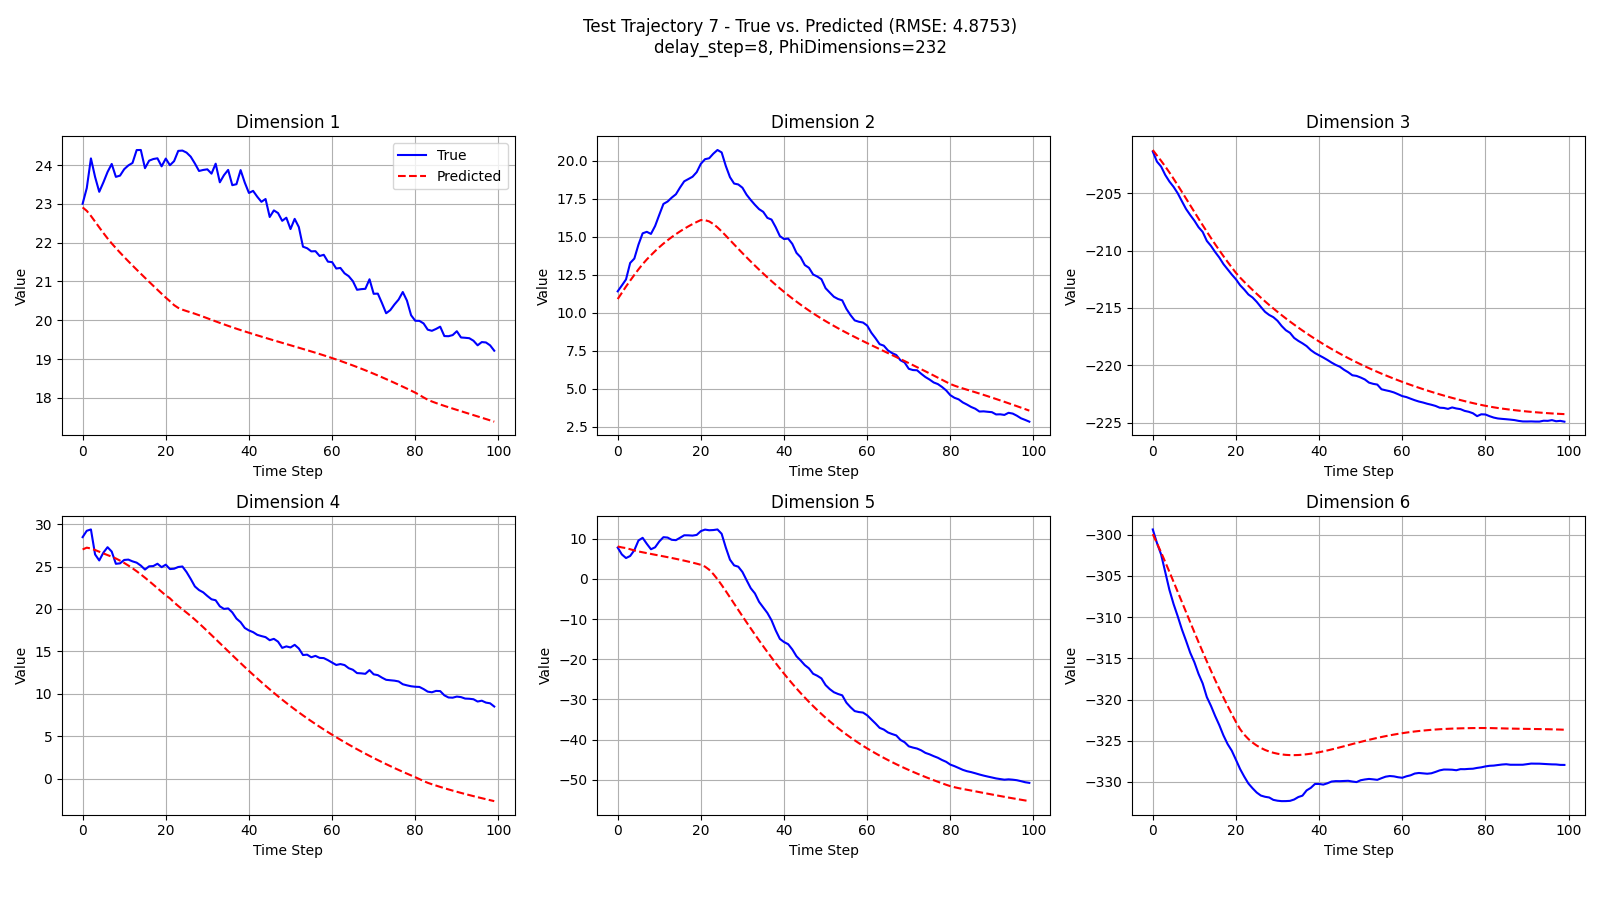 Test Trajectory 7 - True vs. Predicted (RMSE: 4.8753)
delay_step=8, PhiDimensions=232
Dimension 1
True
Predicted
24
23
22
21
20
19
18
Value
0 20 40 60 80 100
Time Step
Dimension 2
20.0
17.5
15.0
12.5
10.0
7.5
5.0
2.5
Value
0 20 40 60 80 100
Time Step
Dimension 3
−205
−210
−215
−220
−225
Value
0 20 40 60 80 100
Time Step
Dimension 4
30
25
20
15
10
5
0
Value
0 20 40 60 80 100
Time Step
Dimension 5
10
0
−10
−20
−30
−40
−50
Value
0 20 40 60 80 100
Time Step
Dimension 6
−300
−305
−310
−315
−320
−325
−330
Value
0 20 40 60 80 100
Time Step